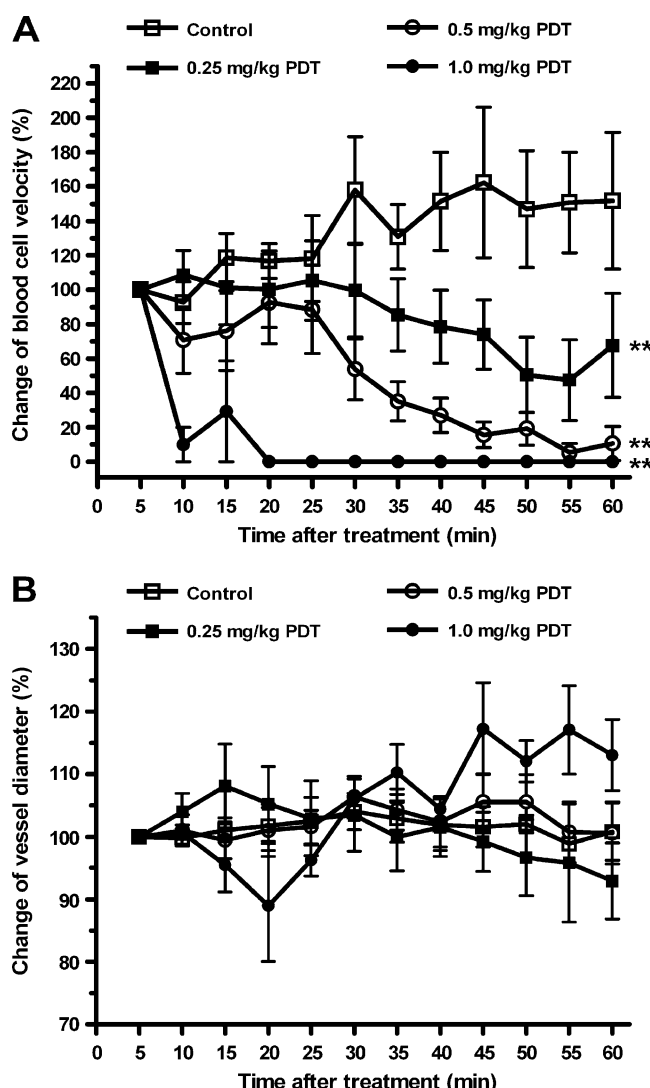 A
Control
0.5 mg/kg PDT
0.25 mg/kg PDT
1.0 mg/kg PDT
Change of blood cell velocity (%)
220
200
180
160
140
120
100
80
60
40
20
0
**
**
**
0 5 10 15 20 25 30 35 40 45 50 55 60
Time after treatment (min)
B
Control
0.5 mg/kg PDT
0.25 mg/kg PDT
1.0 mg/kg PDT
Change of vessel diameter (%)
130
120
110
100
90
80
70
0 5 10 15 20 25 30 35 40 45 50 55 60
Time after treatment (min)